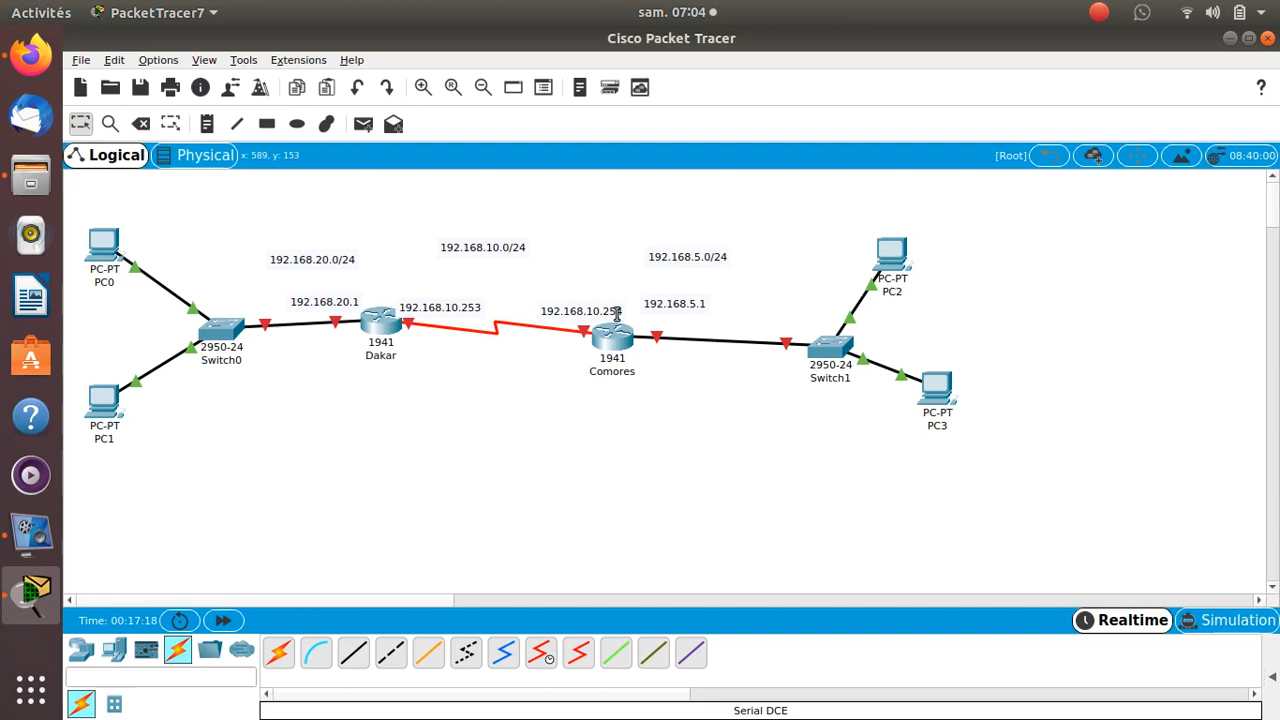 Activités
PacketTracer7
sam. 07:04
Cisco Packet Tracer
File Edit Options View Tools Extensions Help
Logical
Physical
x: 589, y: 153
[Root]
08:40:00
192.168.20.0/24
192.168.10.0/24
192.168.5.0/24
192.168.20.1
192.168.10.253
192.168.10.254
192.168.5.1
PC-PT
PC0
2950-24
Switch0
PC-PT
PC1
1941
Dakar
1941
Comores
PC-PT
PC2
2950-24
Switch1
PC-PT
PC3
Time: 00:17:18
Realtime
Simulation
Serial DCE